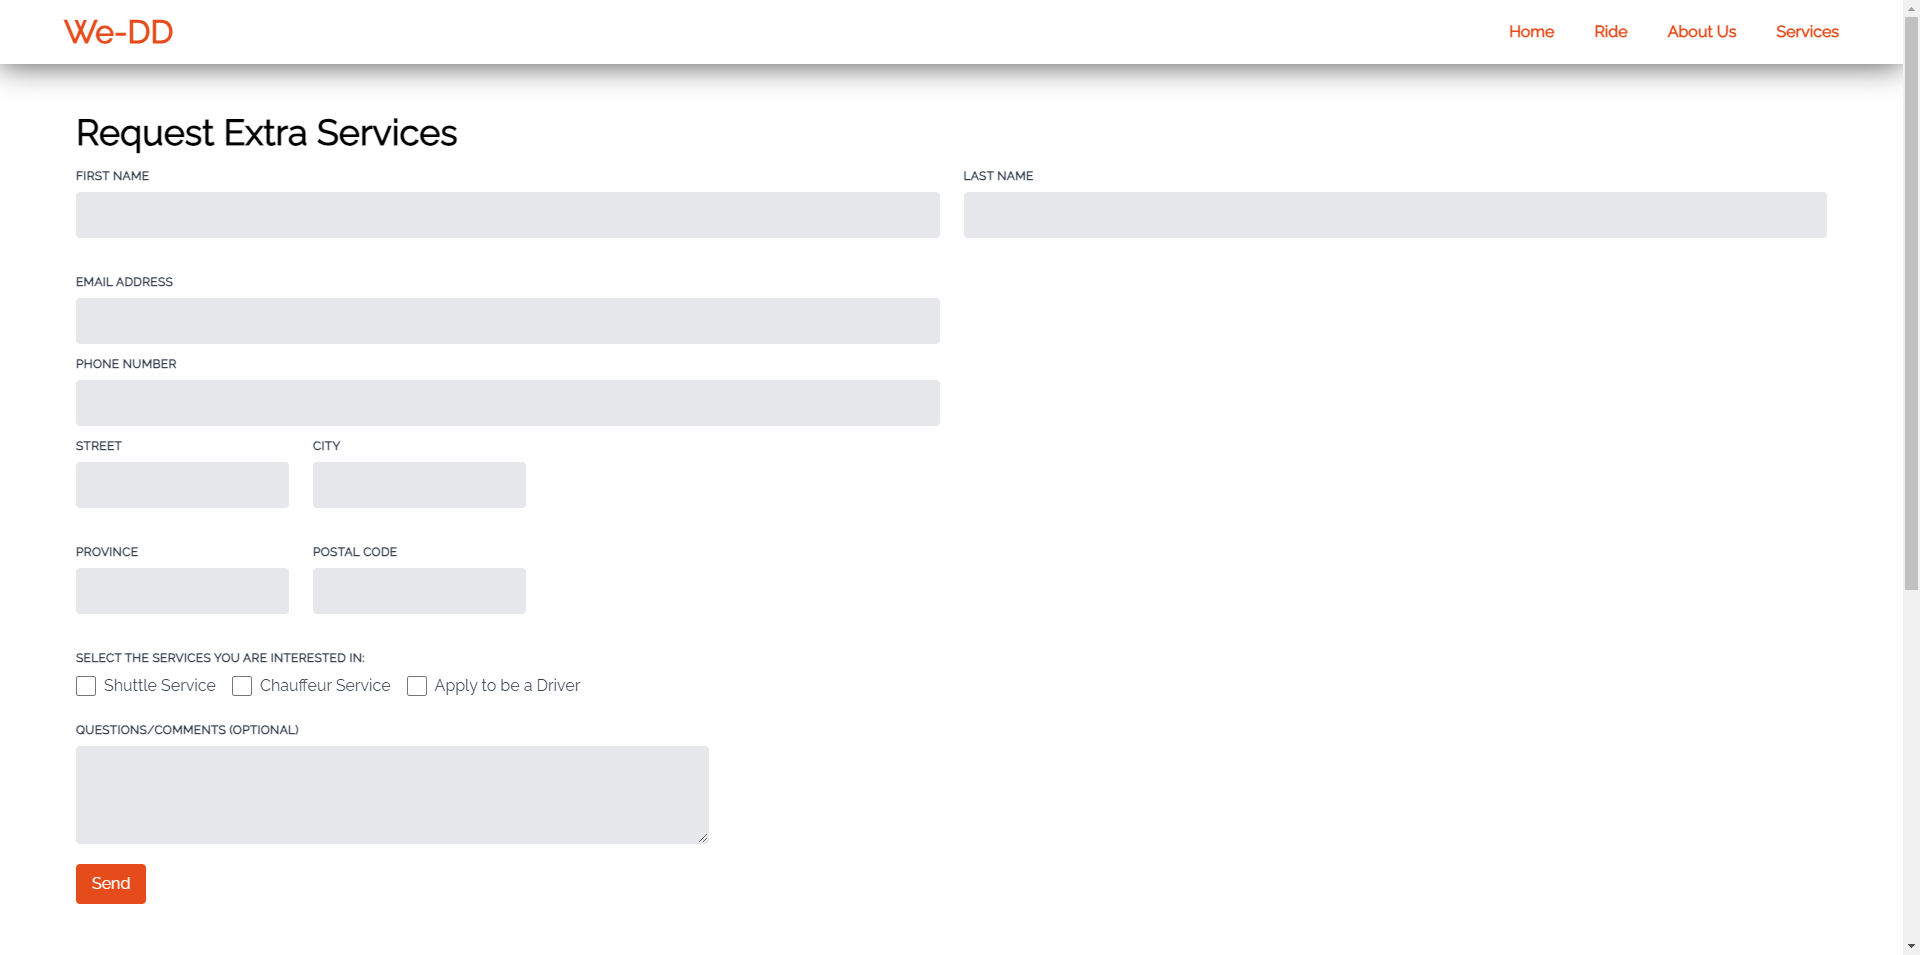 We-DD
Home Ride About Us Services
Request Extra Services
FIRST NAME LAST NAME
EMAIL ADDRESS
PHONE NUMBER
STREET CITY
PROVINCE POSTAL CODE
SELECT THE SERVICES YOU ARE INTERESTED IN:
Shuttle Service Chauffeur Service Apply to be a Driver
QUESTIONS/COMMENTS (OPTIONAL)
Send